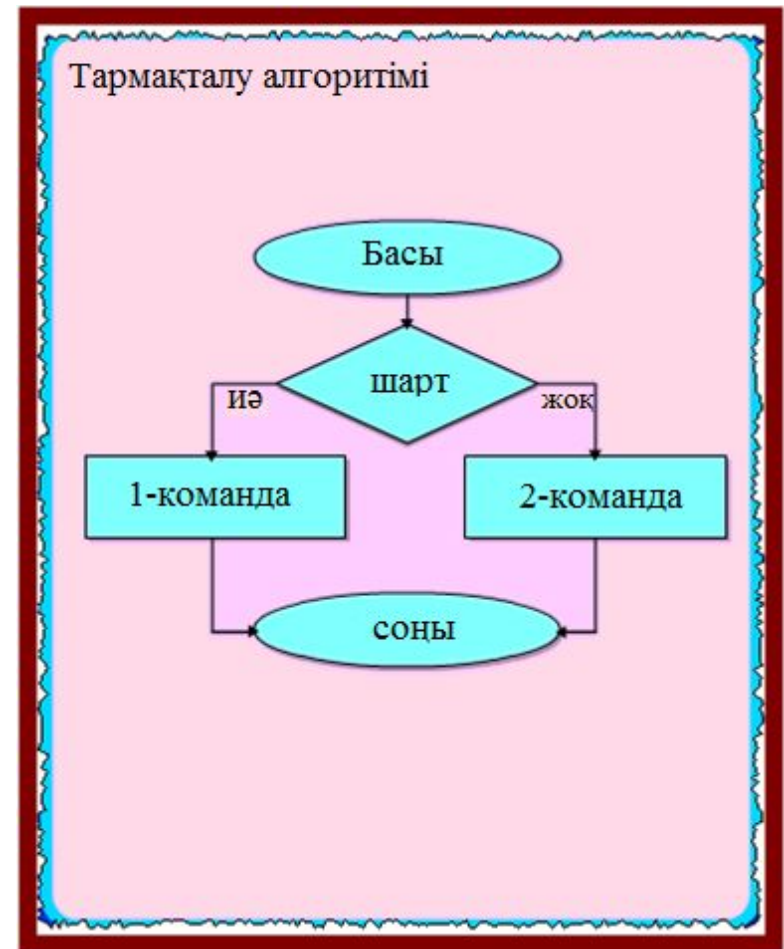 Тармақталу алгоритімі
Басы
шарт
иә
жоқ
1-команда
2-команда
соңы